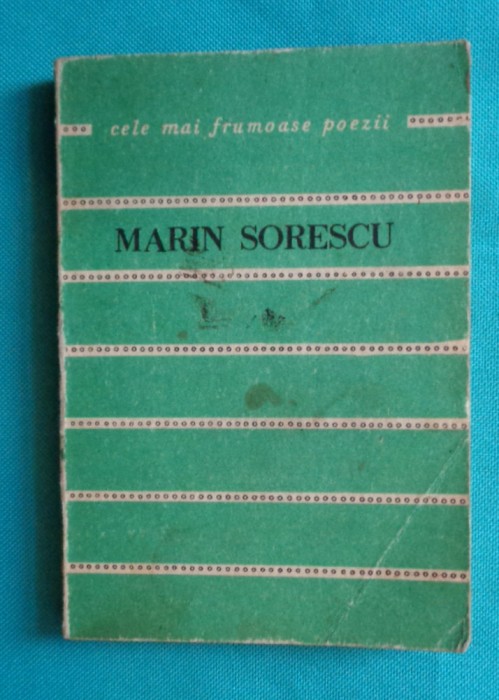 cele mai frumoase poezii
MARIN SORESCU